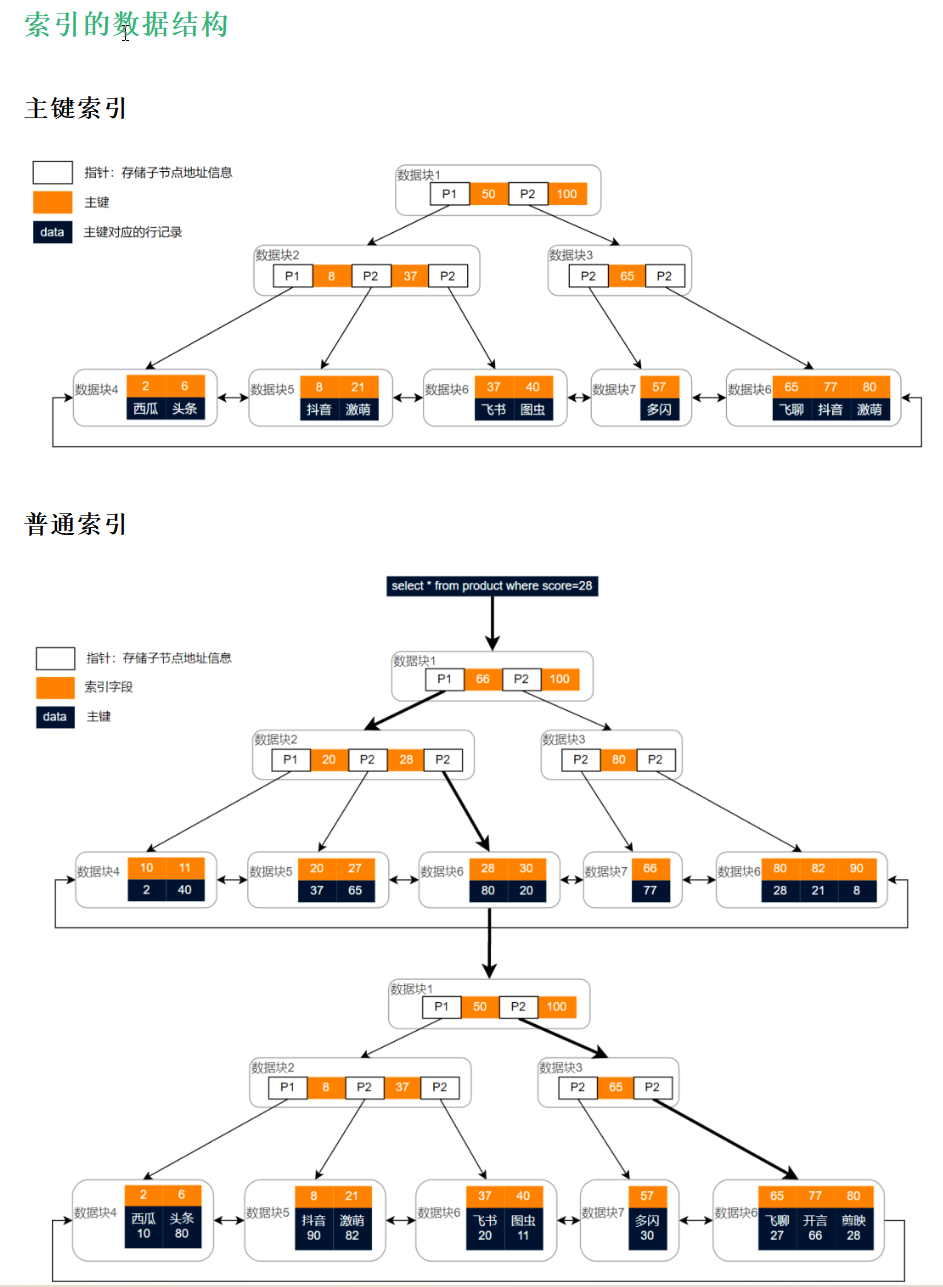 索引的数据结构
主键索引
指针：存储子节点地址信息
主键
data 主键对应的行记录
数据块1
P1 50 P2 100
数据块2
P1 8 P2 37 P2
数据块3
P2 65 P2
数据块4
2 6
西瓜 头条
数据块5
8 21
抖音 激萌
数据块6
37 40
飞书 图虫
数据块7
57
多闪
数据块6
65 77 80
飞聊 抖音 激萌
普通索引
select * from product where score=28
指针：存储子节点地址信息
索引字段
data 主键
数据块1
P1 66 P2 100
数据块2
P1 20 P2 28 P2
数据块3
P2 80 P2
数据块4
10 11
2 40
数据块5
20 27
37 65
数据块6
28 30
80 20
数据块7
66
77
数据块6
80 82 90
28 21 8
数据块1
P1 50 P2 100
数据块2
P1 8 P2 37 P2
数据块3
P2 65 P2
数据块4
2 6
西瓜 头条
10 80
数据块5
8 21
抖音 激萌
90 82
数据块6
37 40
飞书 图虫
20 11
数据块7
57
多闪
30
数据块6
65 77 80
飞聊 开言 剪映
27 66 28